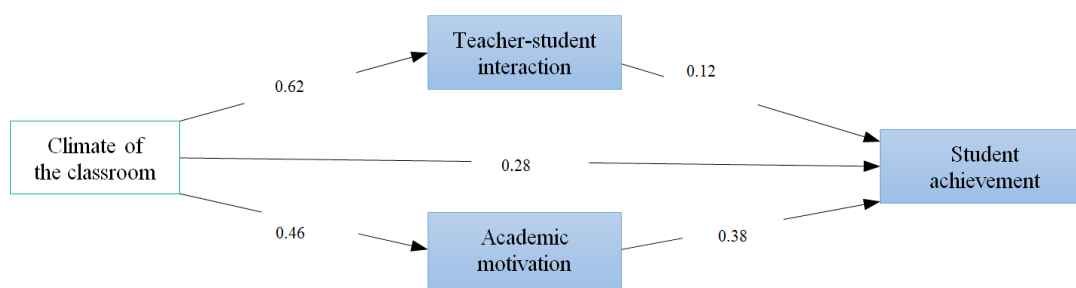 Teacher-student
interaction
0.12
0.62
Climate of
the classroom
0.28
Student
achievement
0.46
Academic
motivation
0.38